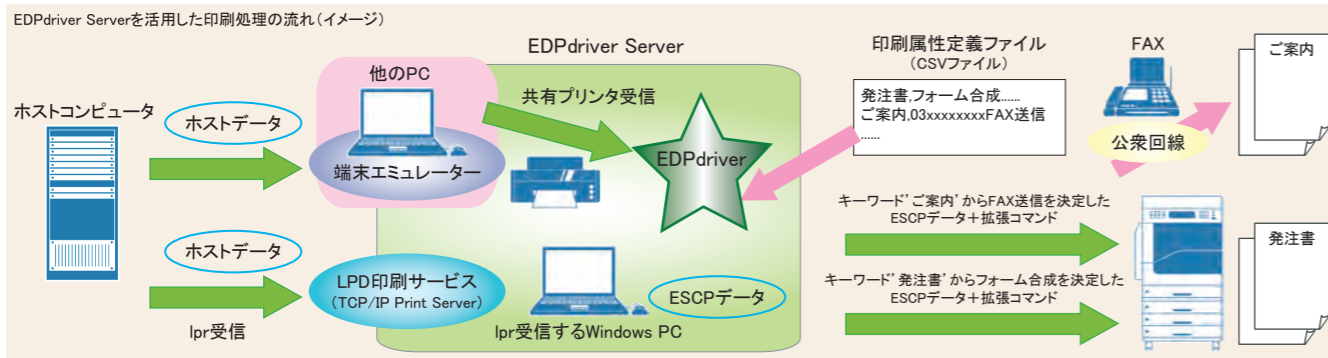 EDPdriver Serverを活用した印刷処理の流れ(イメージ)
ホストコンピュータ
ホストデータ
ホストデータ
lpr受信
EDPdriver Server
他のPC
端末エミュレーター
共有プリンタ受信
EDPdriver
LPD印刷サービス
(TCP/IP Print Server)
lpr受信するWindows PC
ESCPデータ
印刷属性定義ファイル
(CSVファイル)
発注書,フォーム合成......
ご案内,03xxxxxxxxFAX送信
......
FAX
公衆回線
ご案内
キーワード’ご案内’からFAX送信を決定した
ESCPデータ+拡張コマンド
キーワード’発注書’からフォーム合成を決定した
ESCPデータ+拡張コマンド
発注書